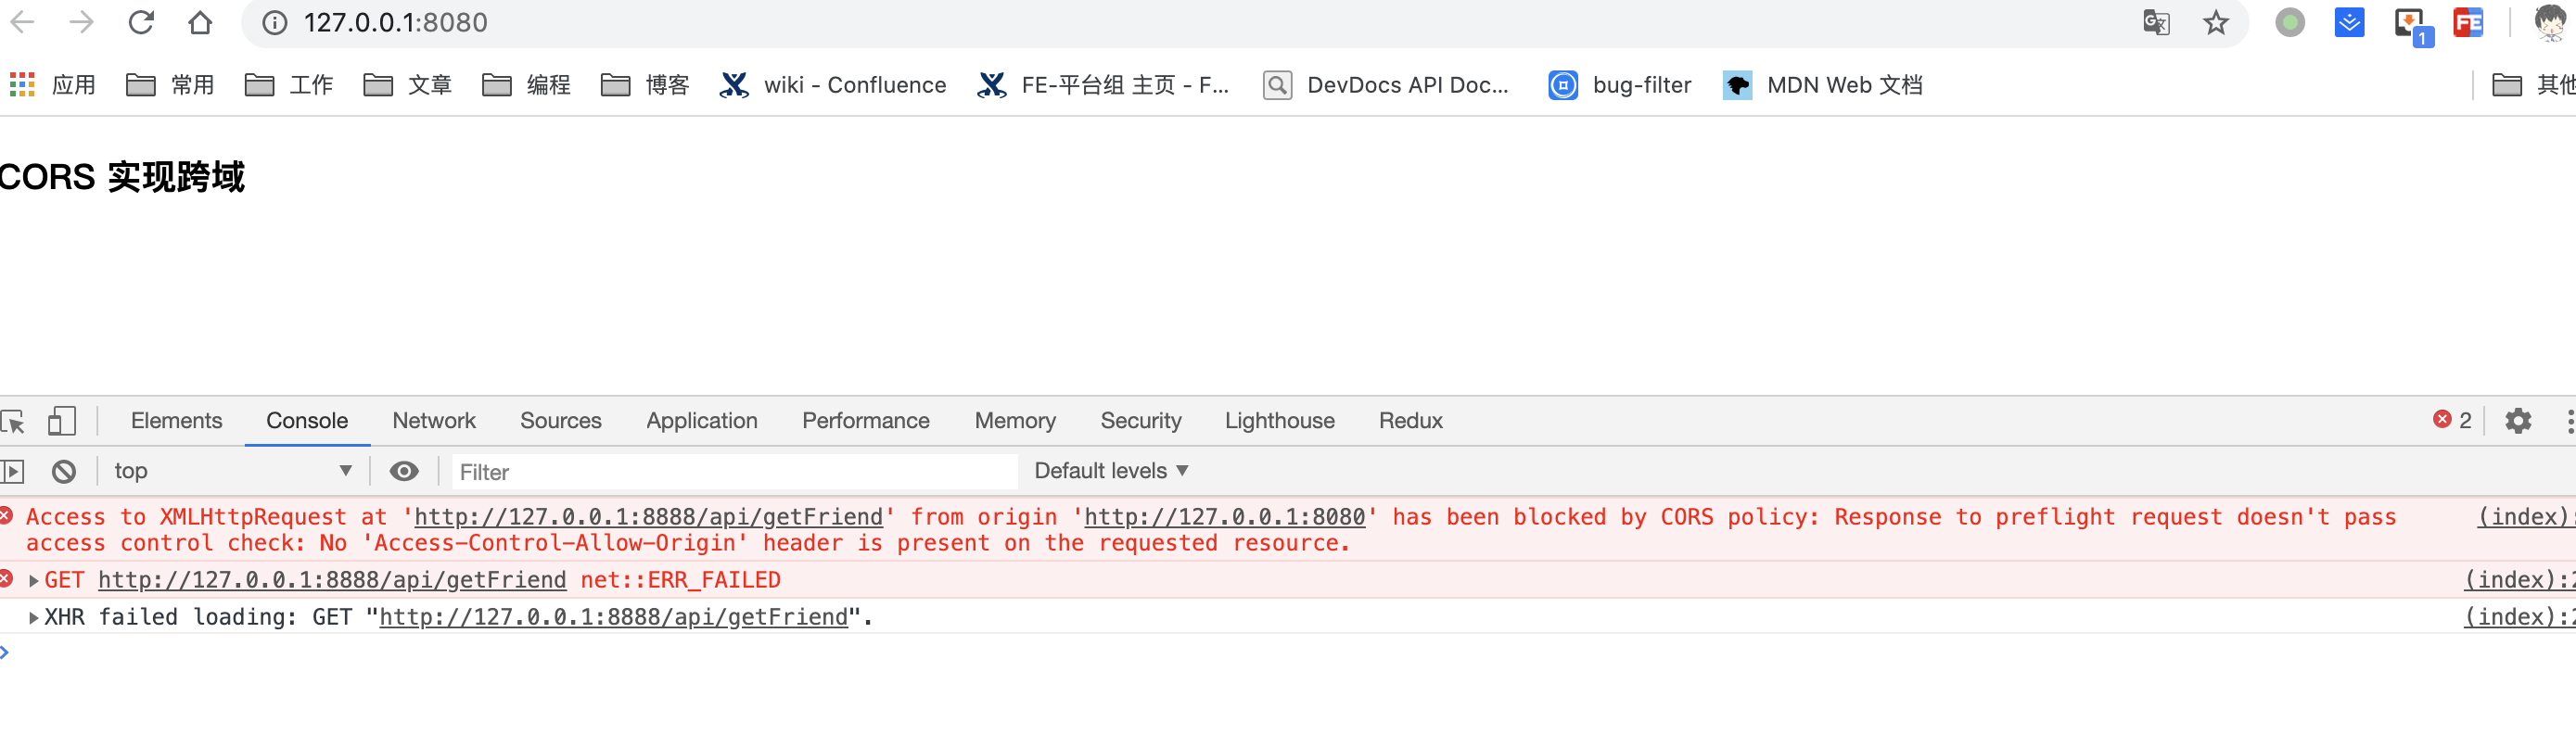 127.0.0.1:8080
应用 常用 工作 文章 编程 博客 wiki - Confluence FE-平台组 主页 - F... DevDocs API Doc... bug-filter MDN Web 文档 其他
1
FE
CORS 实现跨域
Elements Console Network Sources Application Performance Memory Security Lighthouse Redux 2
top Filter Default levels
Access to XMLHttpRequest at 'http://127.0.0.1:8888/api/getFriend' from origin 'http://127.0.0.1:8080' has been blocked by CORS policy: Response to preflight request doesn't pass (index):
access control check: No 'Access-Control-Allow-Origin' header is present on the requested resource.
GET http://127.0.0.1:8888/api/getFriend net::ERR_FAILED (index):2
XHR failed loading: GET "http://127.0.0.1:8888/api/getFriend". (index):2